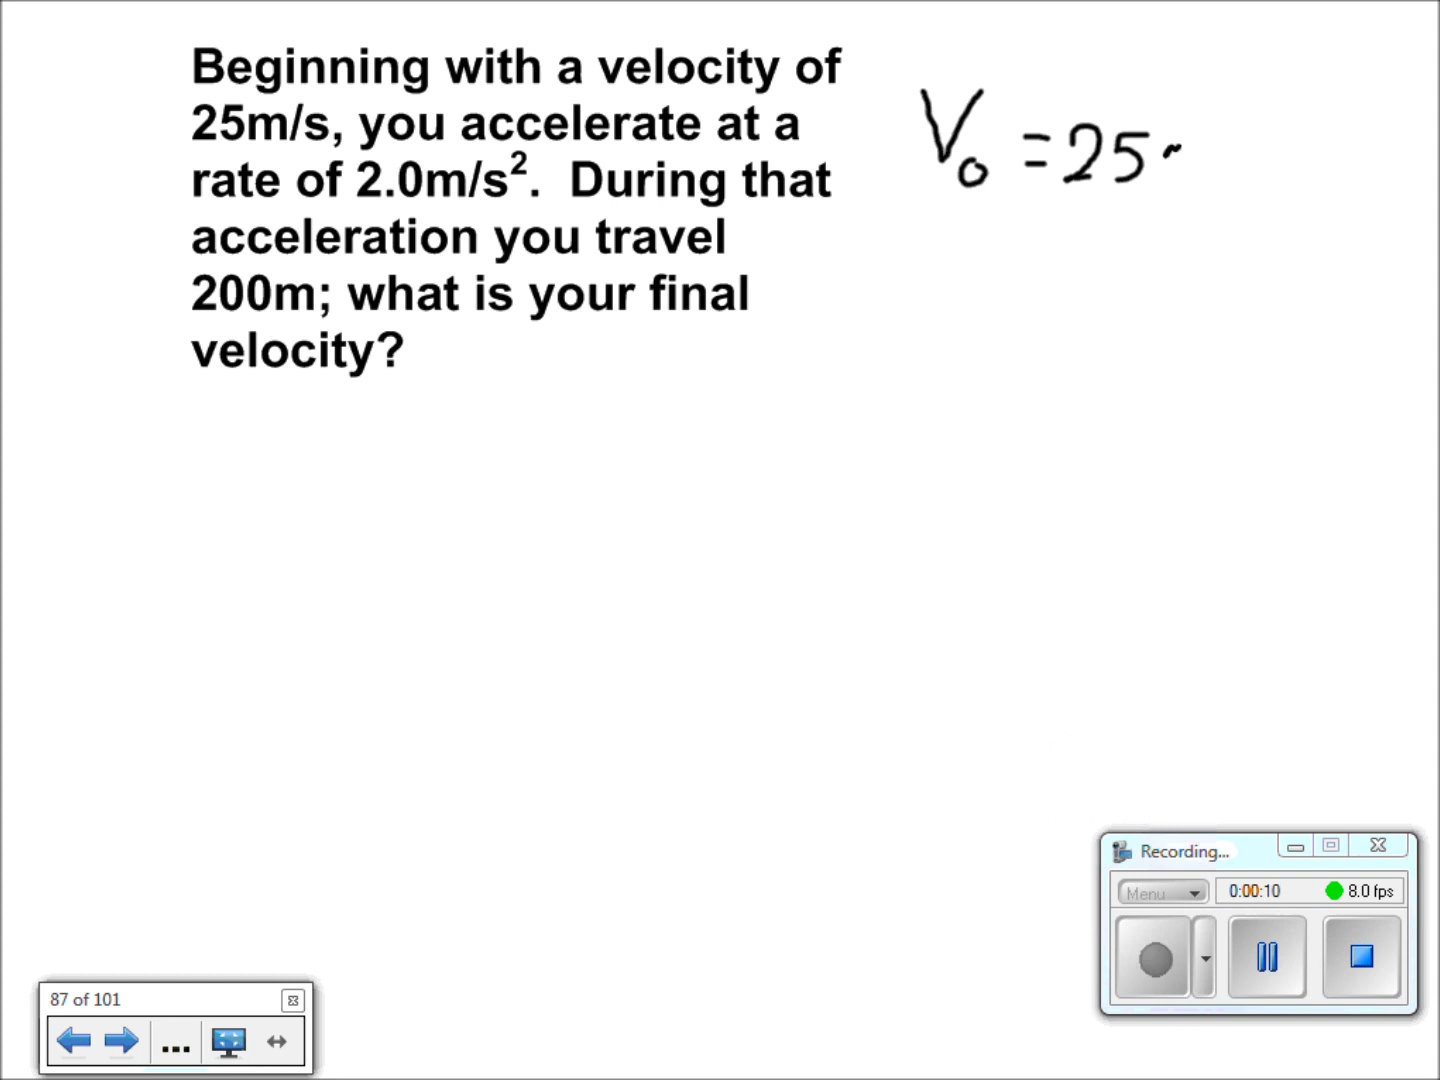 Beginning with a velocity of
25m/s, you accelerate at a
rate of 2.0m/s². During that
acceleration you travel
200m; what is your final
velocity?
V₀ = 25
Recording...
Menu
0:00:10
8.0 fps
87 of 101
...